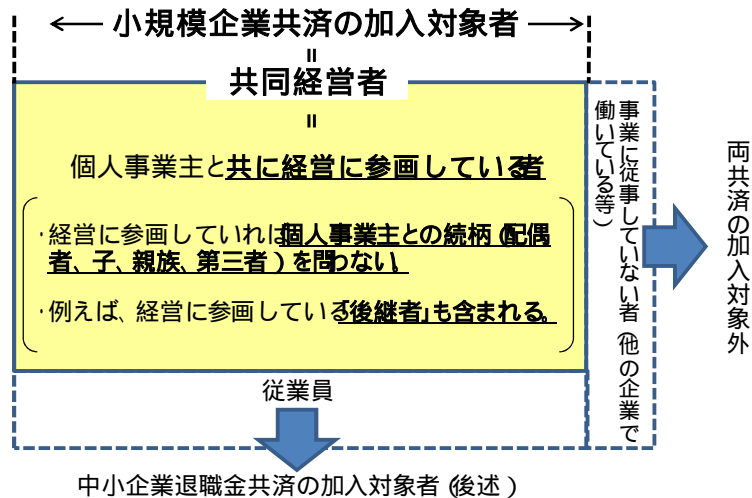 小規模企業共済の加入対象者
=
共同経営者
=
個人事業主と共に経営に参画している者
・経営に参画していれば個人事業主との続柄（配偶
者、子、親族、第三者）を問わない。
・例えば、経営に参画している「後継者」も含まれる。
事業に従事していない者（他の企業で
働いている等）
両共済の加入対象外
従業員
中小企業退職金共済の加入対象者（後述）